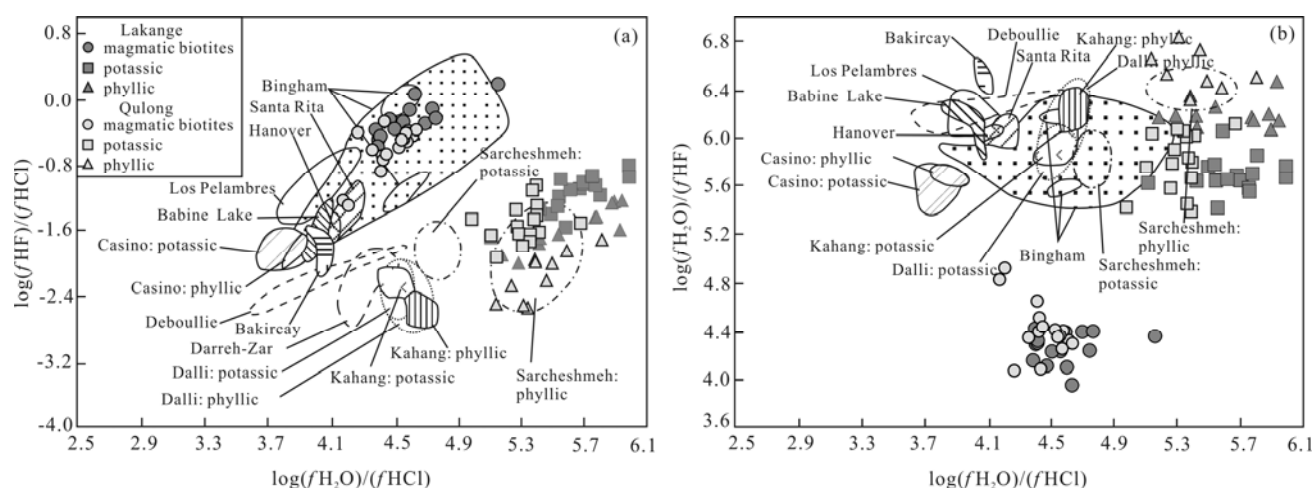 (a)
Lakange
magmatic biotites
potassic
phyllic
Qulong
magmatic biotites
potassic
phyllic
Bingham
Santa Rita
Hanover
Los Pelambres
Babine Lake
Casino: potassic
Casino: phyllic
Deboullie
Bakircay
Darreh-Zar
Dalli: potassic
Dalli: phyllic
Kahang: potassic
Kahang: phyllic
Sarcheshmeh:
potassic
Sarcheshmeh:
phyllic
log(fHF)/(fHCl)
0.8
0.0
-0.8
-1.6
-2.4
-3.2
-4.0
2.5
2.9
3.3
3.7
4.1
4.5
4.9
5.3
5.7
6.1
log(fH₂O)/(fHCl)
(b)
Bakircay
Deboullie
Santa Rita
Kahang: phyllic
Dalli: phyllic
Los Pelambres
Babine Lake
Hanover
Casino: phyllic
Casino: potassic
Kahang: potassic
Dalli: potassic
Bingham
Sarcheshmeh:
phyllic
Sarcheshmeh:
potassic
log(fH₂O)/(fHF)
6.8
6.4
6.0
5.6
5.2
4.8
4.4
4.0
3.6
2.5
2.9
3.3
3.7
4.1
4.5
4.9
5.3
5.7
6.1
log(fH₂O)/(fHCl)